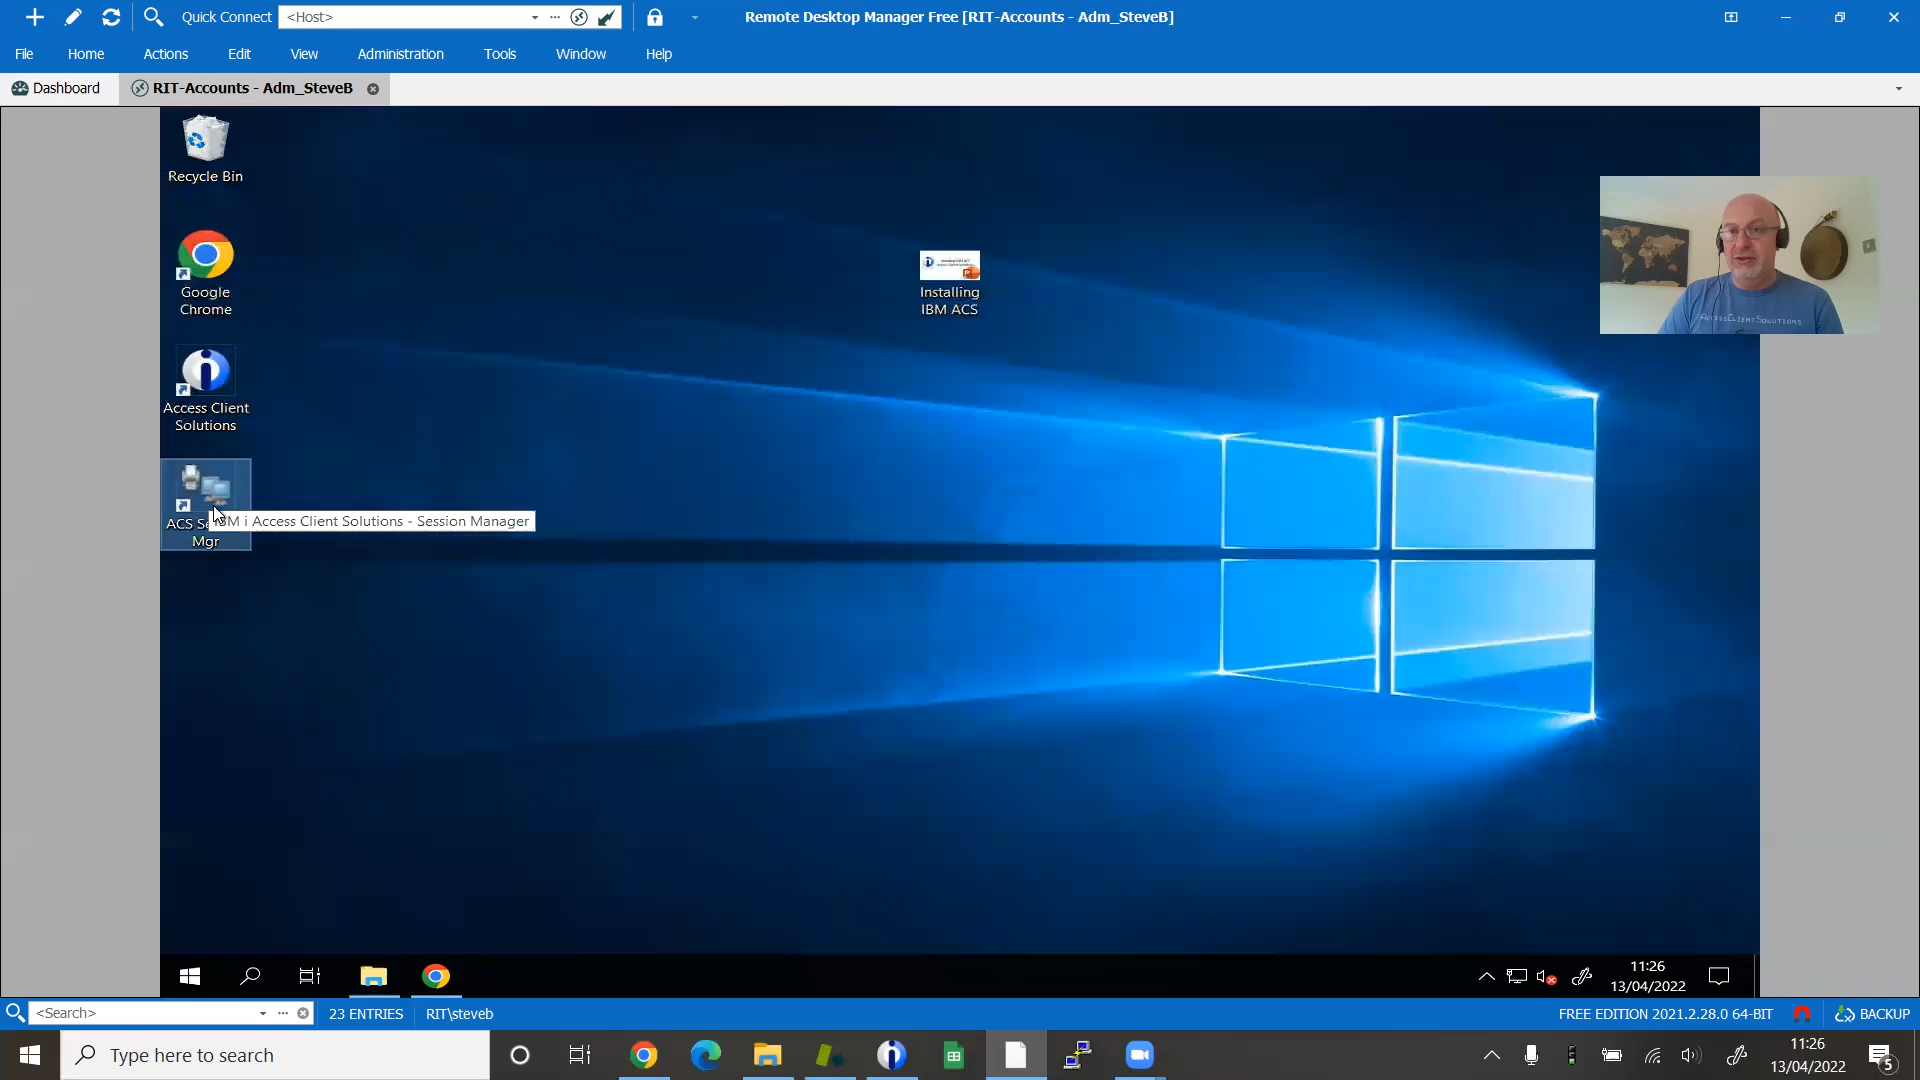 Quick Connect <Host> Remote Desktop Manager Free [RIT-Accounts - Adm_SteveB]
File Home Actions Edit View Administration Tools Window Help
Dashboard RIT-Accounts - Adm_SteveB
Recycle Bin
Google
Chrome
Installing
IBM ACS
ACCESSCLIENTSOLUTIONS
Access Client
Solutions
ACS
Mgr
IBM i Access Client Solutions - Session Manager
11:26
13/04/2022
<Search> 23 ENTRIES RIT\steveb FREE EDITION 2021.2.28.0 64-BIT BACKUP
Type here to search
11:26
13/04/2022
5